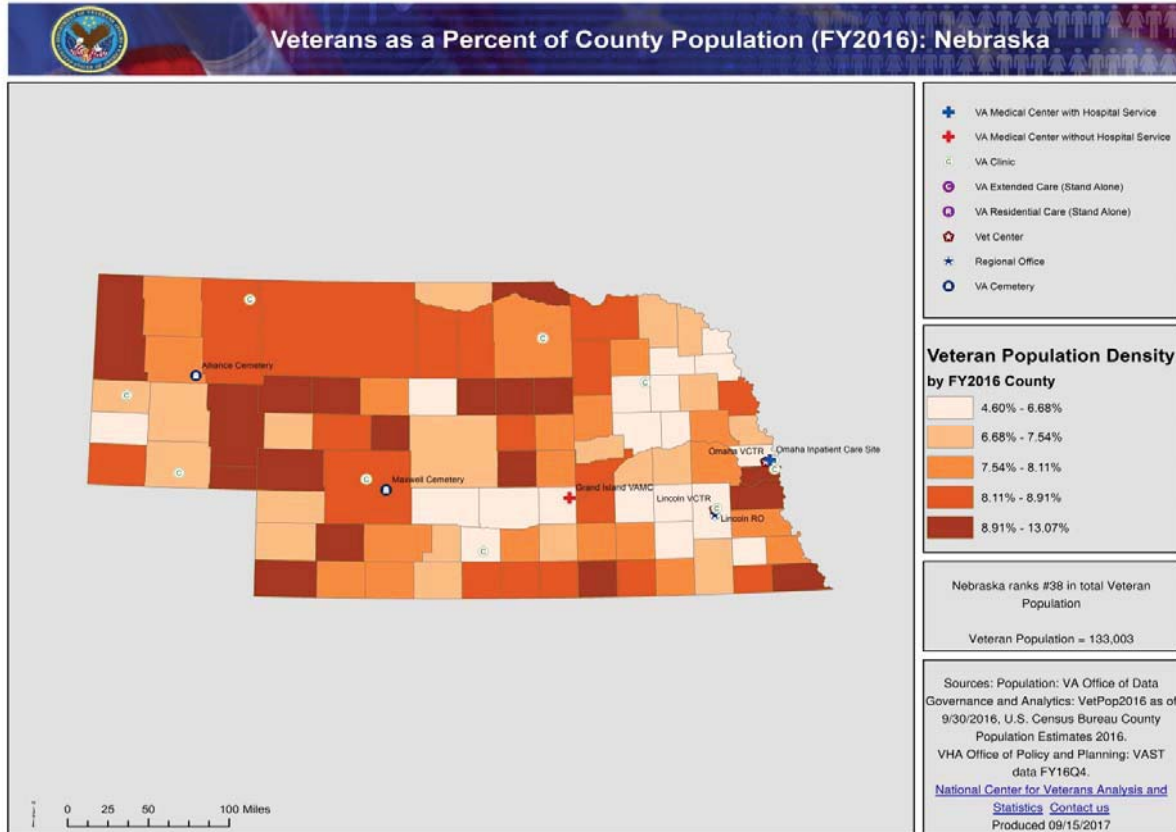 Veterans as a Percent of County Population (FY2016): Nebraska
VA Medical Center with Hospital Service
VA Medical Center without Hospital Service
VA Clinic
VA Extended Care (Stand Alone)
VA Residential Care (Stand Alone)
Vet Center
Regional Office
VA Cemetery
Veteran Population Density
by FY2016 County
4.60% - 6.68%
6.68% - 7.54%
7.54% - 8.11%
8.11% - 8.91%
8.91% - 13.07%
Nebraska ranks #38 in total Veteran
Population
Veteran Population = 133,003
Sources: Population: VA Office of Data
Governance and Analytics: VetPop2016 as of
9/30/2016, U.S. Census Bureau County
Population Estimates 2016.
VHA Office of Policy and Planning: VAST
data FY16Q4.
National Center for Veterans Analysis and
Statistics Contact us
Produced 09/15/2017
Alliance Cemetery
Maxwell Cemetery
Grand Island VAMC
Omaha VCTR
Omaha Inpatient Care Site
Lincoln VCTR
Lincoln RO
0 25 50 100 Miles